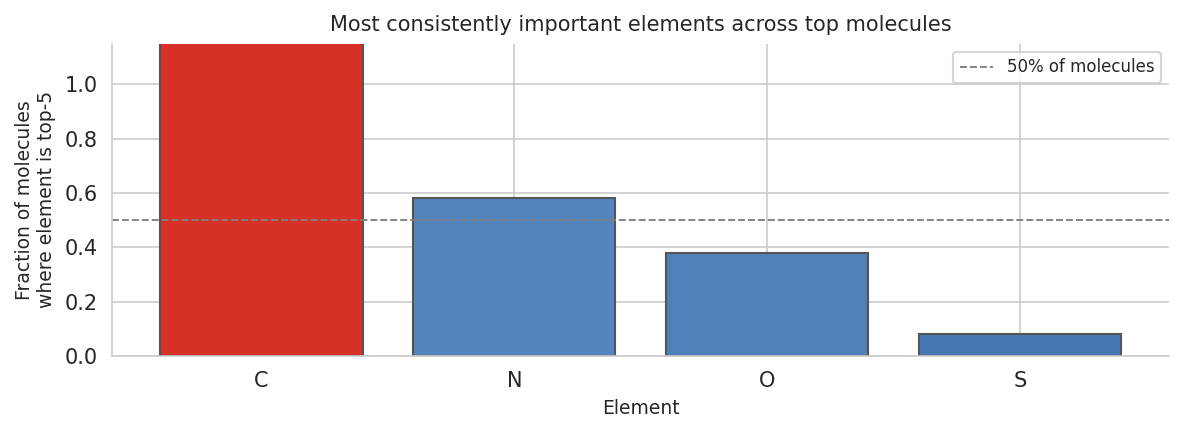 Most consistently important elements across top molecules
50% of molecules
Fraction of molecules
where element is top-5
1.0
0.8
0.6
0.4
0.2
0.0
C
N
O
S
Element